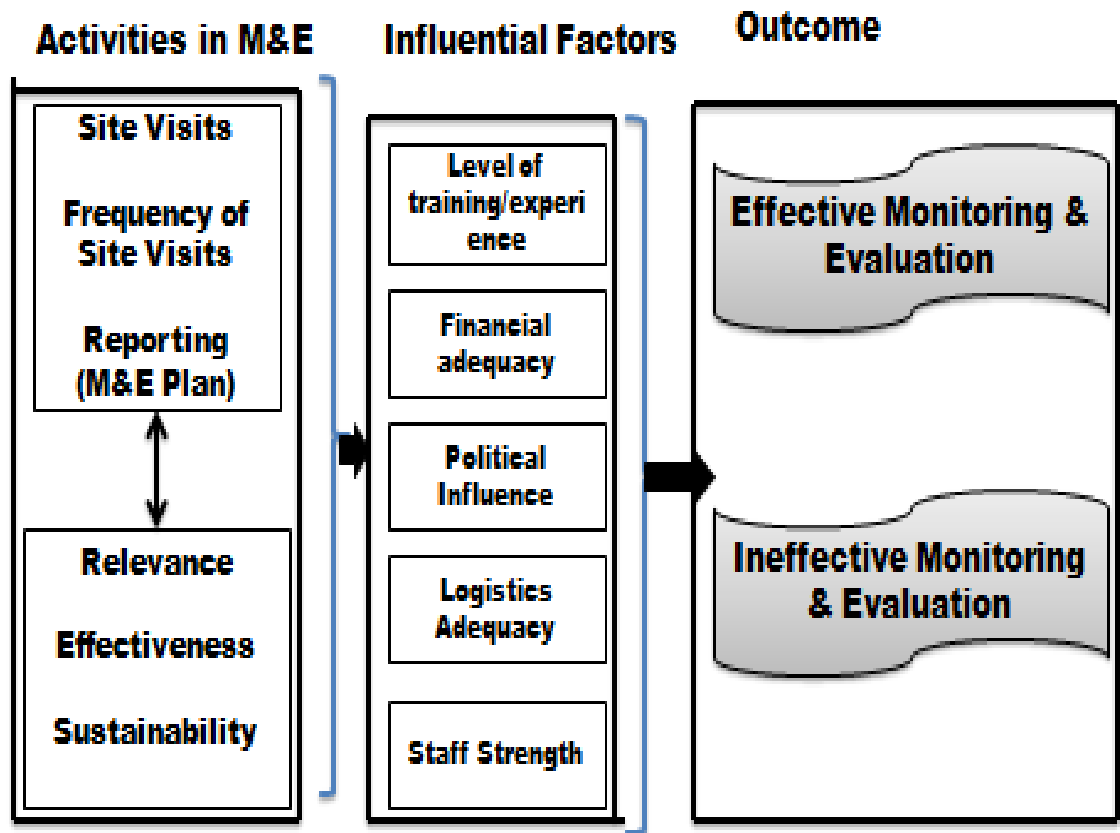 Activities in M&E
Site Visits
Frequency of
Site Visits
Reporting
(M&E Plan)
Relevance
Effectiveness
Sustainability
Influential Factors
Level of
training/experi
ence
Financial
adequacy
Political
Influence
Logistics
Adequacy
Staff Strength
Outcome
Effective Monitoring &
Evaluation
Ineffective Monitoring
& Evaluation